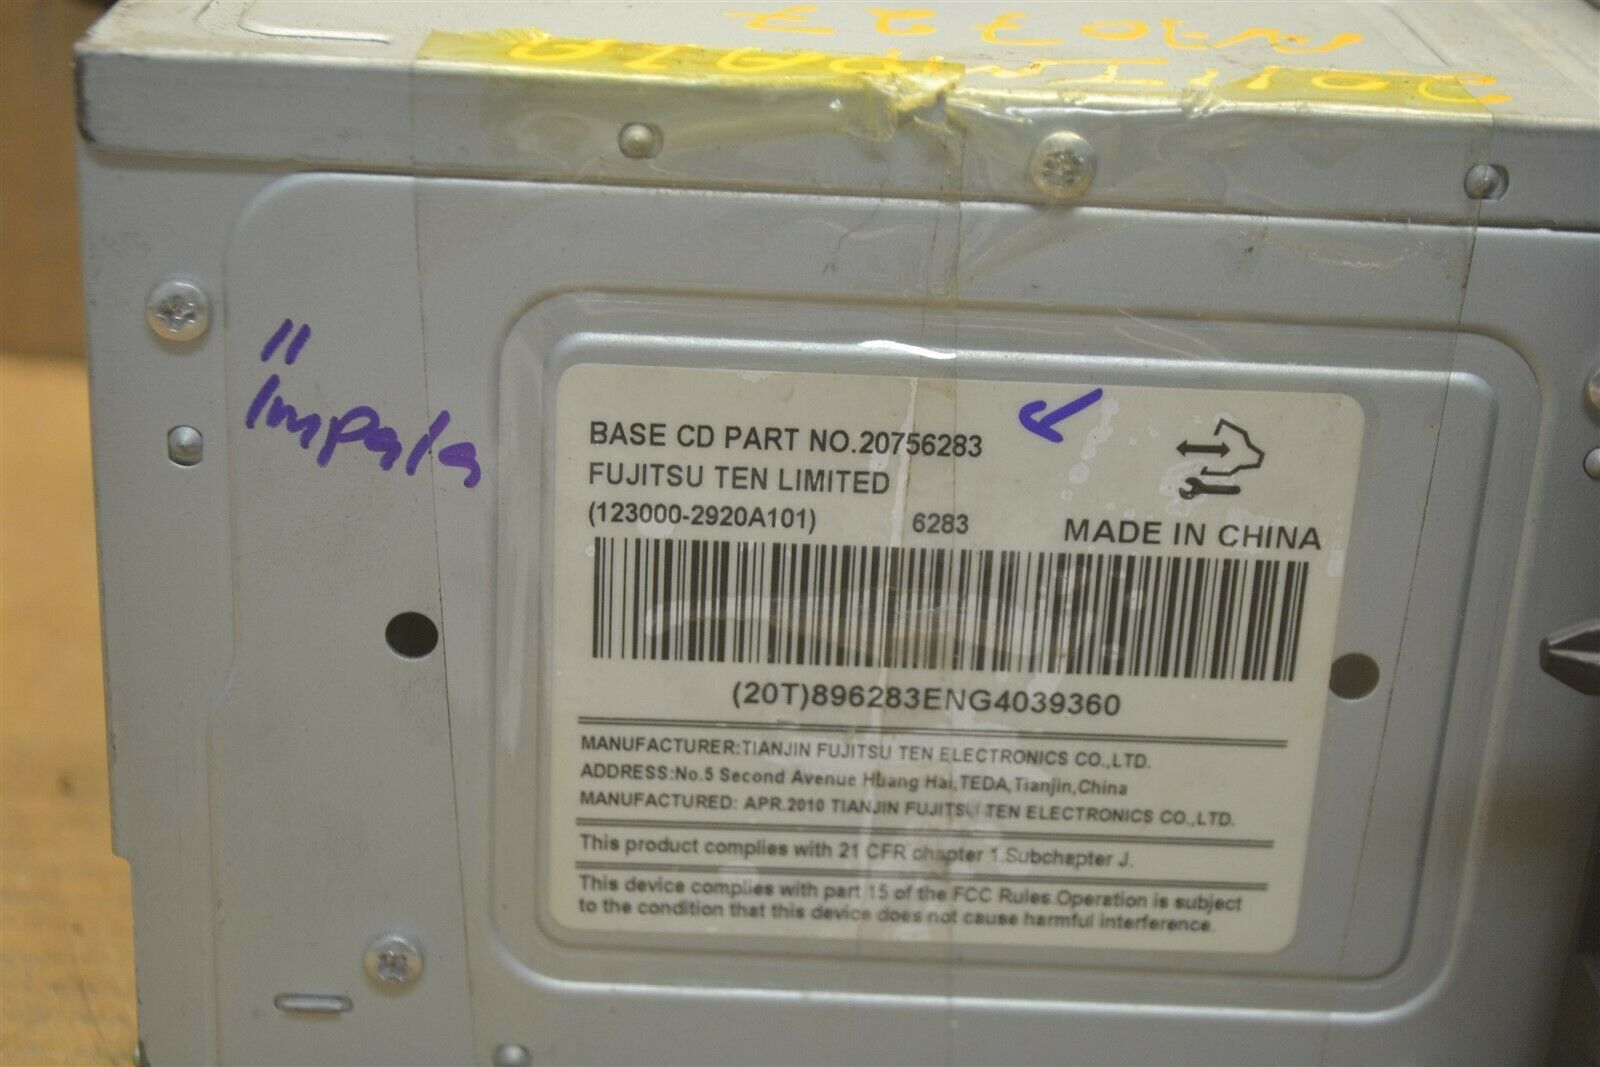 2011 IMPALA
" Impala
BASE CD PART NO.20756283
FUJITSU TEN LIMITED
(123000-2920A101) 6283
MADE IN CHINA
(20T)896283ENG4039360
MANUFACTURER:TIANJIN FUJITSU TEN ELECTRONICS CO.,LTD.
ADDRESS:No.5 Second Avenue Huang Hai,TEDA,Tianjin,China
MANUFACTURED: APR.2010 TIANJIN FUJITSU TEN ELECTRONICS CO.,LTD.
This product complies with 21 CFR chapter 1.Subchapter J.
This device complies with part 15 of the FCC Rules.Operation is subject
to the condition that this device does not cause harmful interference.